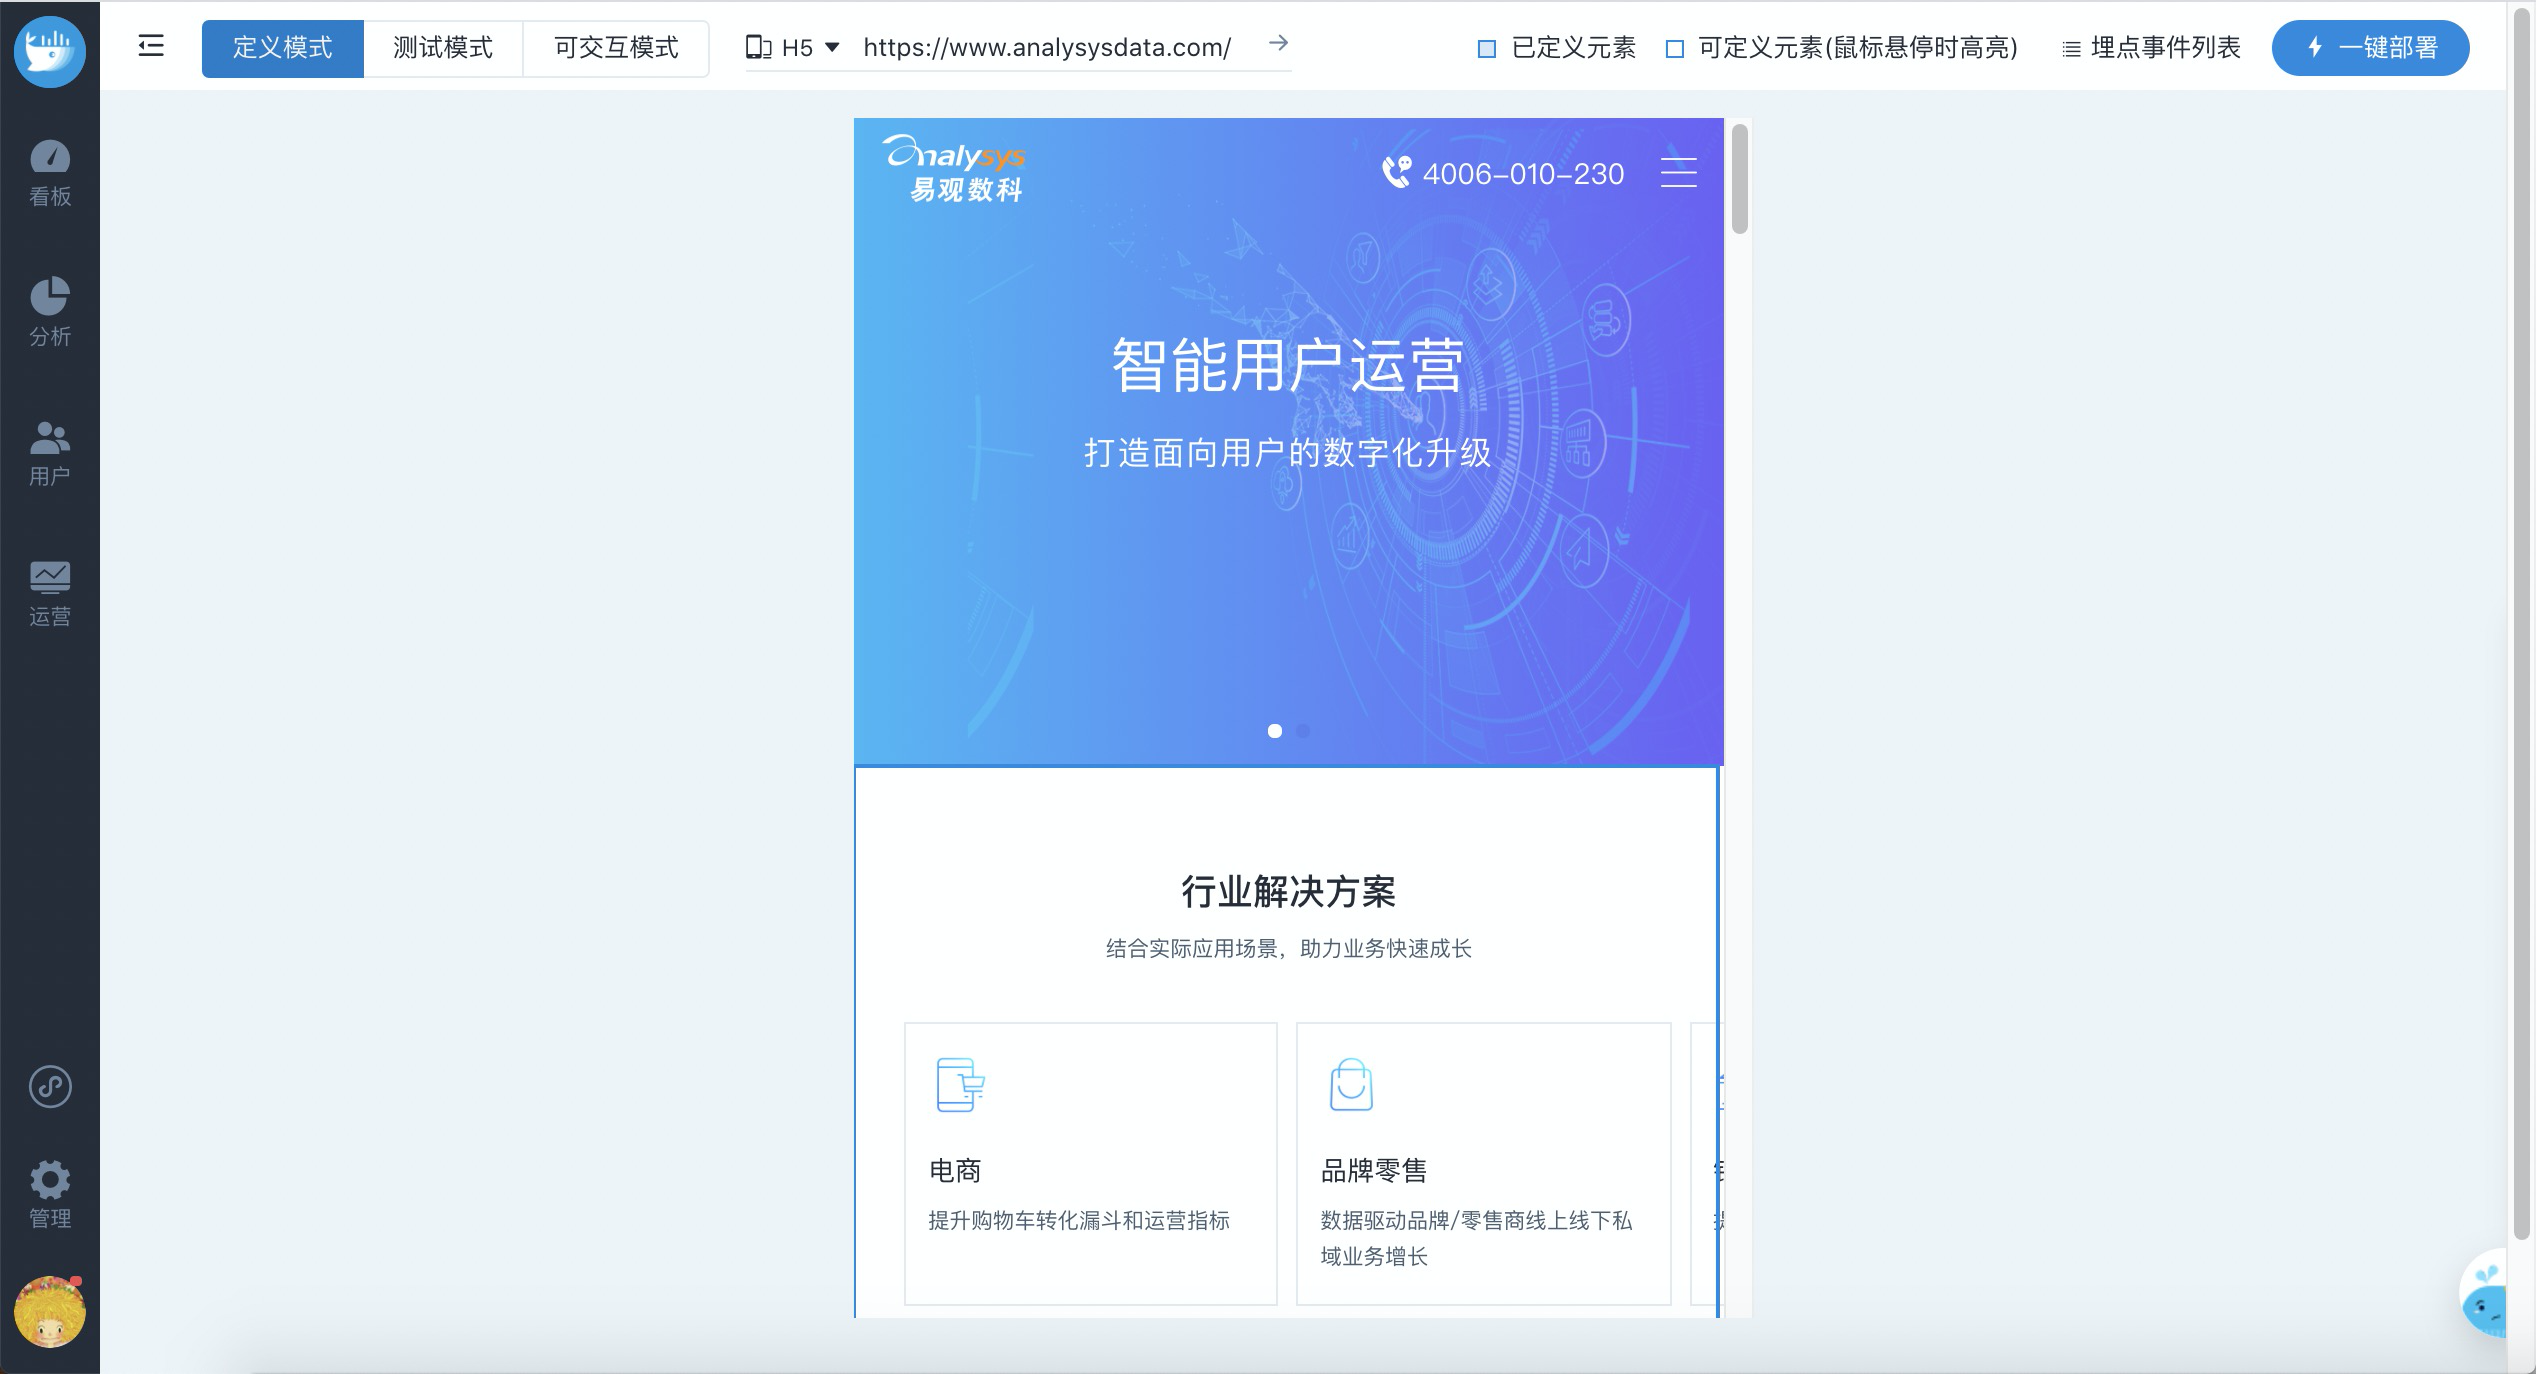 定义模式
测试模式
可交互模式
H5
https://www.analysysdata.com/
已定义元素
可定义元素(鼠标悬停时高亮)
埋点事件列表
一键部署
看板
分析
用户
运营
管理
analysys
易观数科
4006-010-230
智能用户运营
打造面向用户的数字化升级
行业解决方案
结合实际应用场景，助力业务快速成长
电商
提升购物车转化漏斗和运营指标
品牌零售
数据驱动品牌/零售商线上线下私
域业务增长